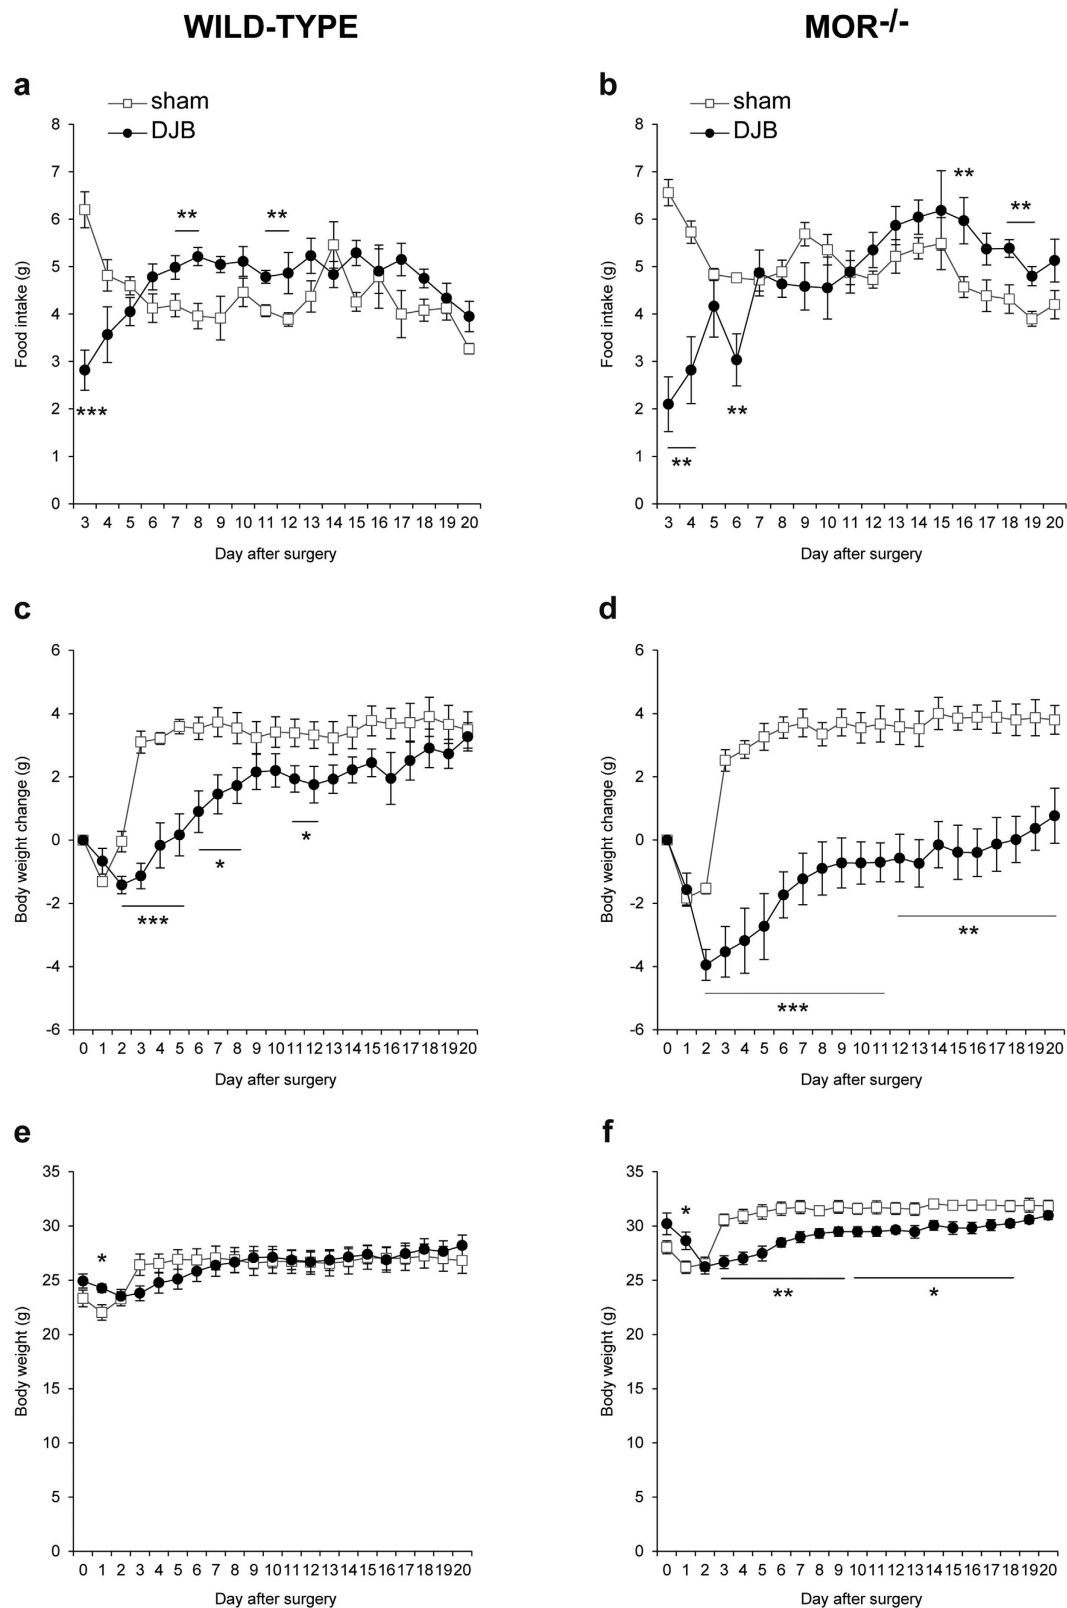 WILD-TYPE
MOR-/-
a
sham
DJB
8
7
6
5
4
3
2
1
0
Food intake (g)
**
**
***
3 4 5 6 7 8 9 10 11 12 13 14 15 16 17 18 19 20
Day after surgery
b
sham
DJB
8
7
6
5
4
3
2
1
0
Food intake (g)
**
**
**
**
3 4 5 6 7 8 9 10 11 12 13 14 15 16 17 18 19 20
Day after surgery
c
6
4
2
0
-2
-4
-6
Body weight change (g)
*
*
***
0 1 2 3 4 5 6 7 8 9 10 11 12 13 14 15 16 17 18 19 20
Day after surgery
d
6
4
2
0
-2
-4
-6
Body weight change (g)
**
***
0 1 2 3 4 5 6 7 8 9 10 11 12 13 14 15 16 17 18 19 20
Day after surgery
e
35
30
25
20
15
10
5
0
Body weight (g)
*
0 1 2 3 4 5 6 7 8 9 10 11 12 13 14 15 16 17 18 19 20
Day after surgery
f
35
30
25
20
15
10
5
0
Body weight (g)
*
**
*
0 1 2 3 4 5 6 7 8 9 10 11 12 13 14 15 16 17 18 19 20
Day after surgery